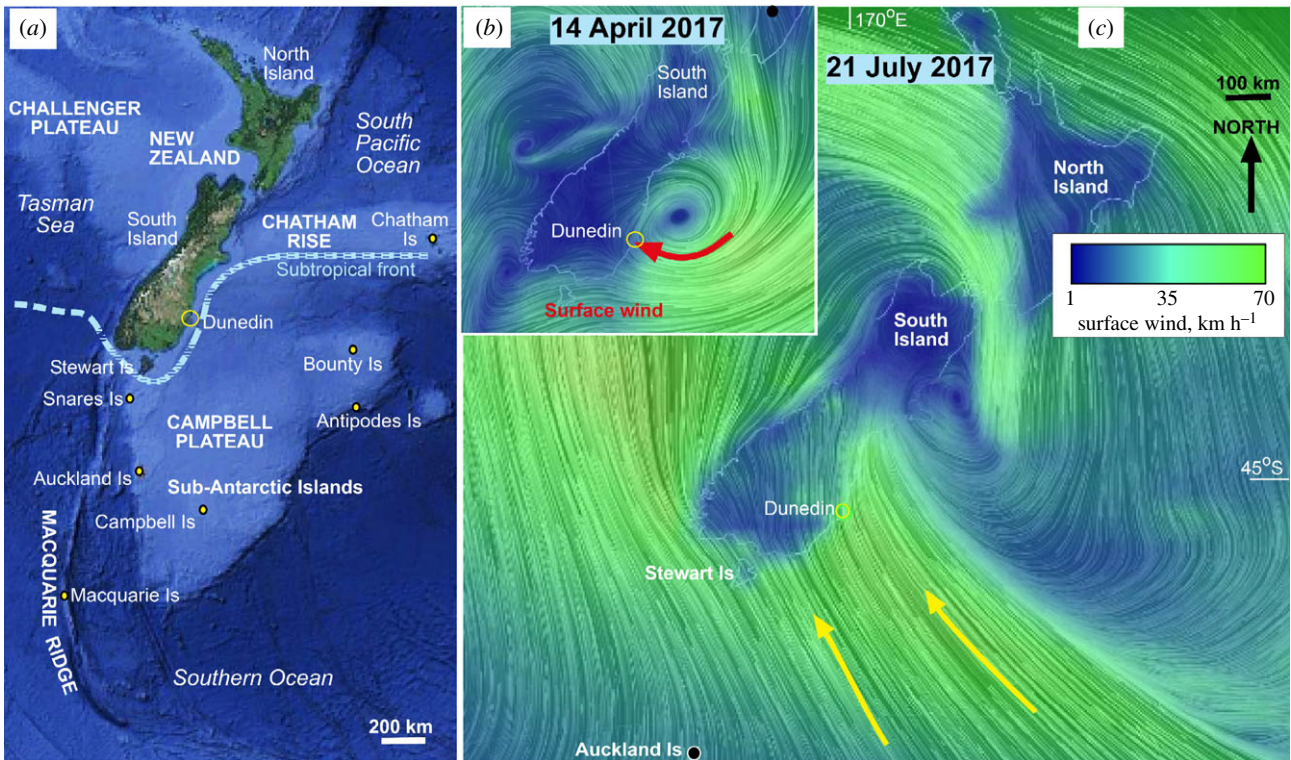 (a)
North
Island
CHALLENGER
PLATEAU
NEW
ZEALAND
South
Pacific
Ocean
Tasman
Sea
South
Island
CHATHAM
RISE
Chatham
Is
Subtropical front
Dunedin
Stewart Is
Snares Is
Bounty Is
Antipodes Is
CAMPBELL
PLATEAU
Auckland Is
Sub-Antarctic Islands
Campbell Is
MACQUARIE RIDGE
Macquarie Is
Southern Ocean
200 km
(b)
14 April 2017
South
Island
Dunedin
Surface wind
170°E
(c)
21 July 2017
100 km
NORTH
North
Island
1 35 70
surface wind, km h⁻¹
South
Island
45°S
Dunedin
Stewart Is
Auckland Is